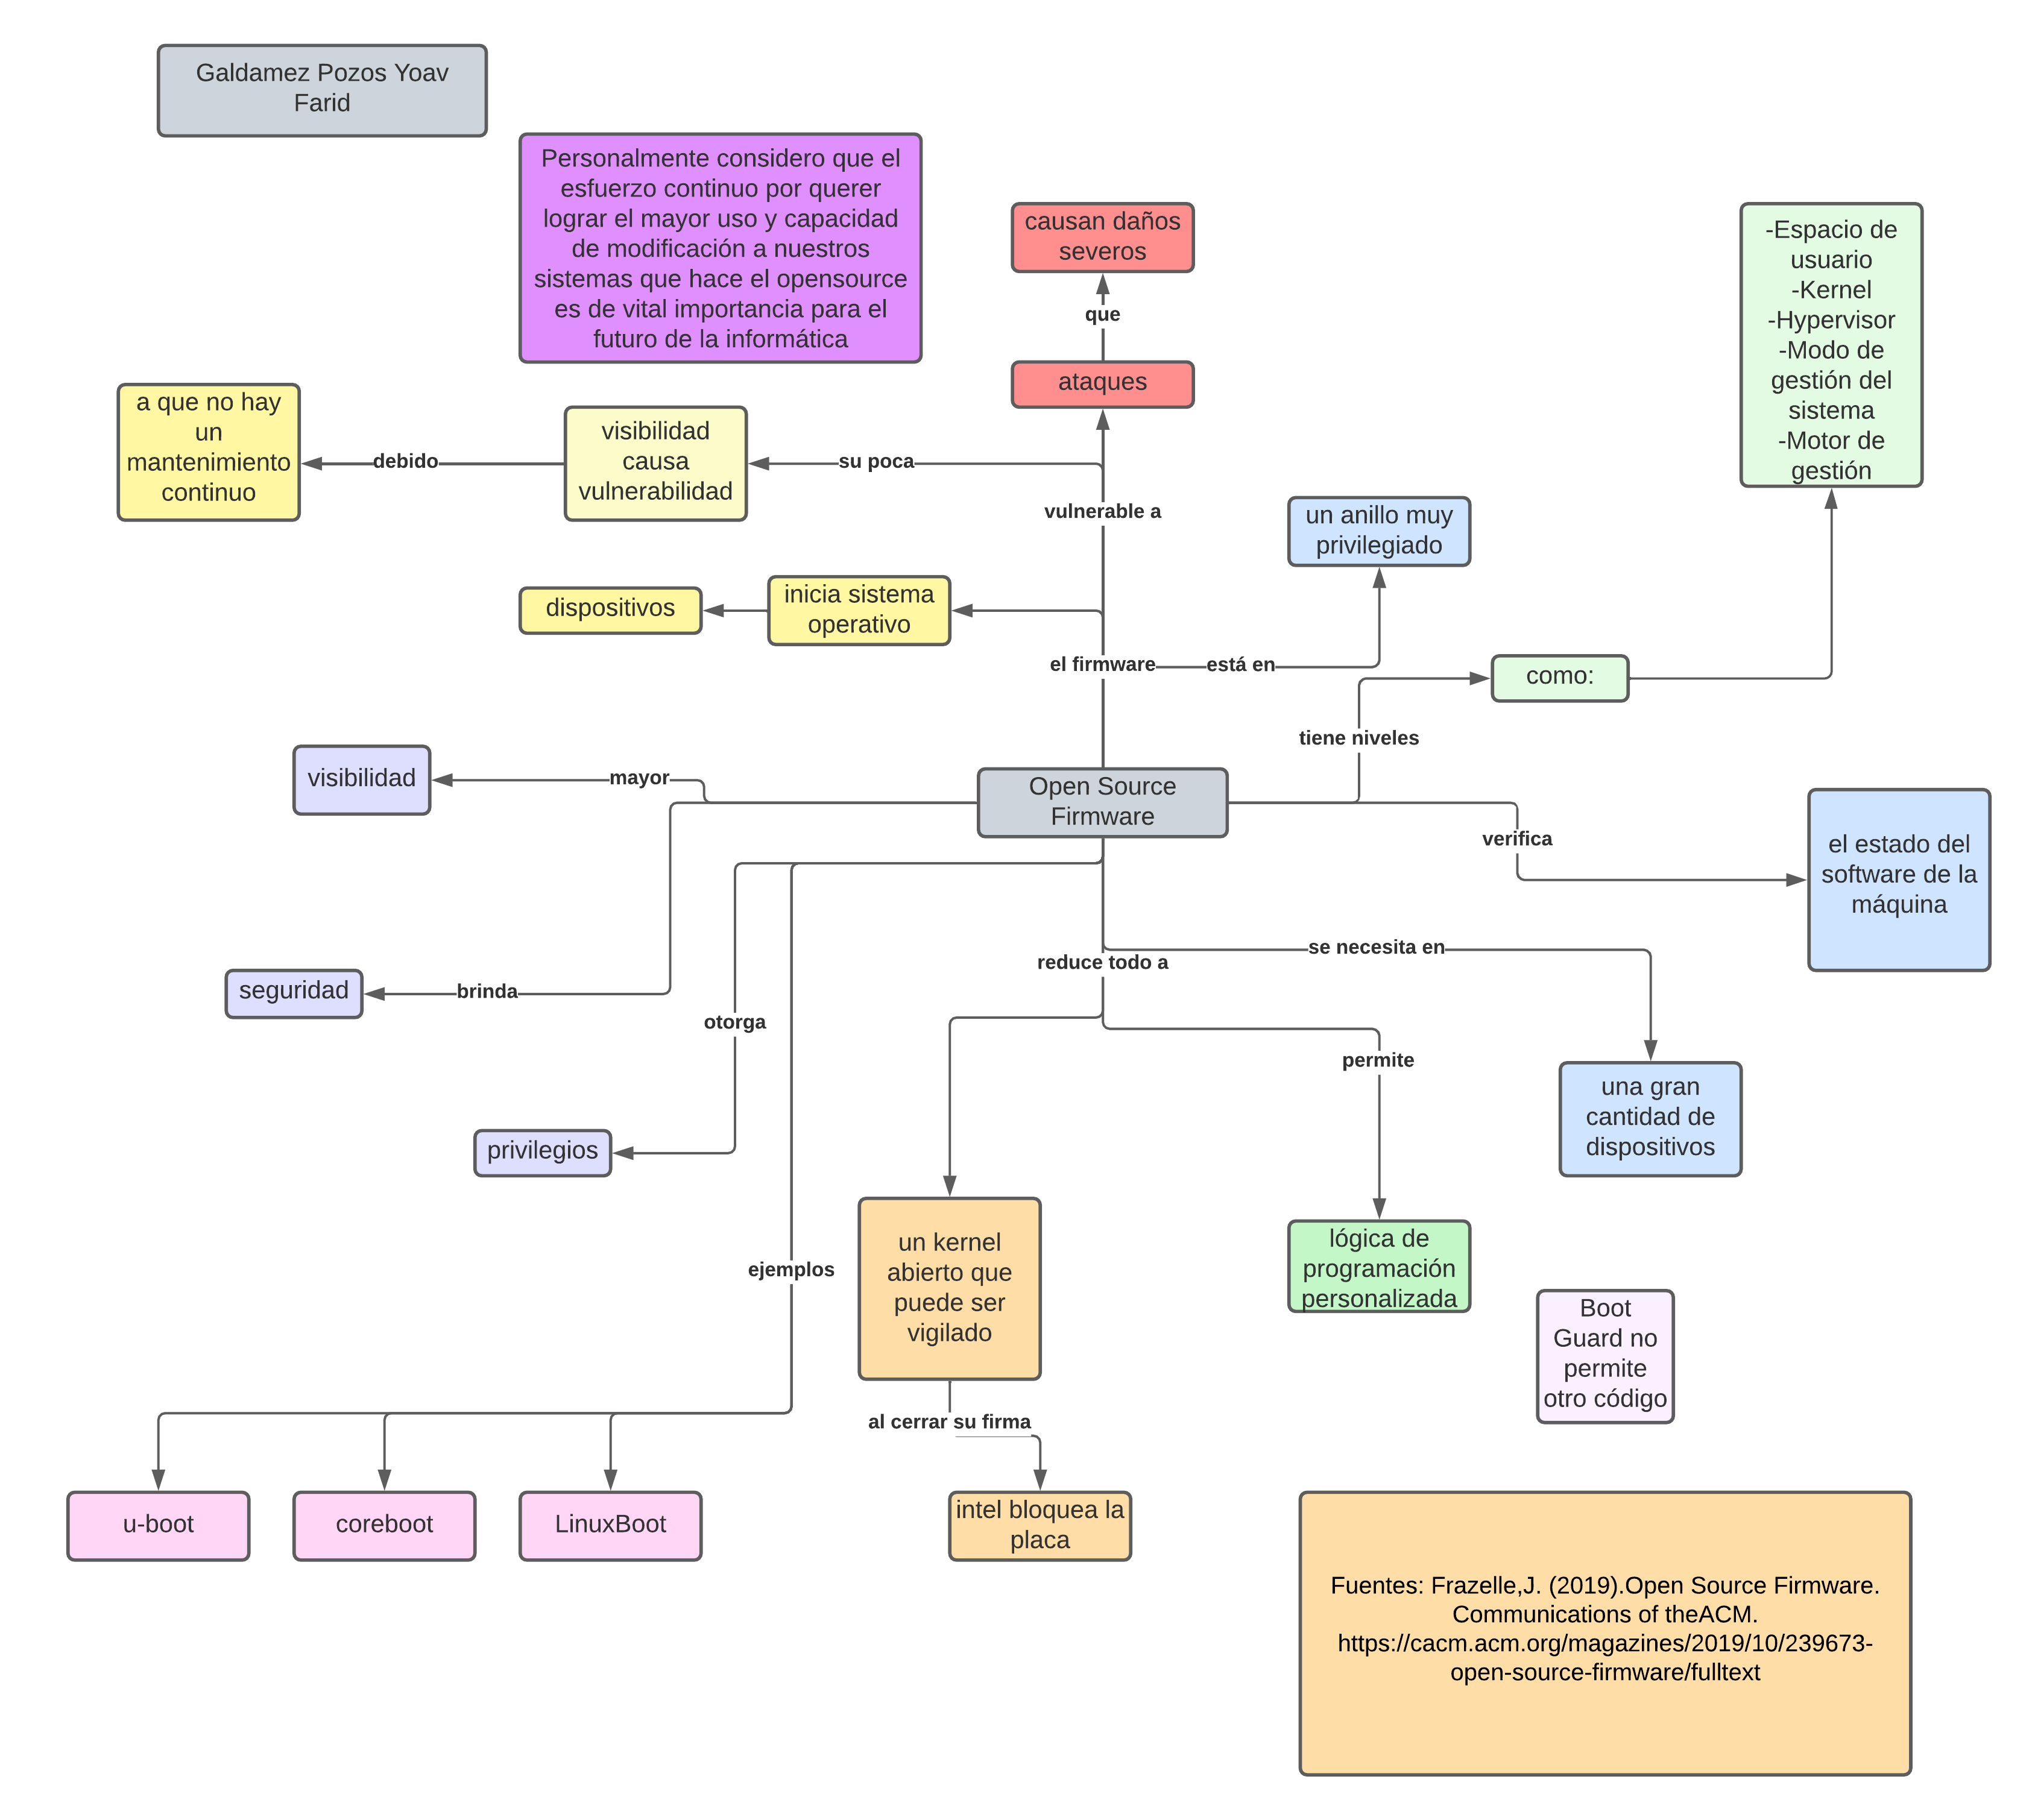 Galdamez Pozos Yoav
Farid
Personalmente considero que el
esfuerzo continuo por querer
lograr el mayor uso y capacidad
de modificación a nuestros
sistemas que hace el opensource
es de vital importancia para el
futuro de la informática
causan daños
severos
que
ataques
-Espacio de
usuario
-Kernel
-Hypervisor
-Modo de
gestión del
sistema
-Motor de
gestión
a que no hay
un
mantenimiento
continuo
debido
visibilidad
causa
vulnerabilidad
su poca
vulnerable a
un anillo muy
privilegiado
dispositivos
inicia sistema
operativo
el firmware
está en
como:
tiene niveles
visibilidad
mayor
Open Source
Firmware
verifica
el estado del
software de la
máquina
seguridad
brinda
otorga
reduce todo a
se necesita en
permite
una gran
cantidad de
dispositivos
privilegios
ejemplos
un kernel
abierto que
puede ser
vigilado
lógica de
programación
personalizada
Boot
Guard no
permite
otro código
al cerrar su firma
u-boot
coreboot
LinuxBoot
intel bloquea la
placa
Fuentes: Frazelle,J. (2019).Open Source Firmware.
Communications of theACM.
https://cacm.acm.org/magazines/2019/10/239673-
open-source-firmware/fulltext